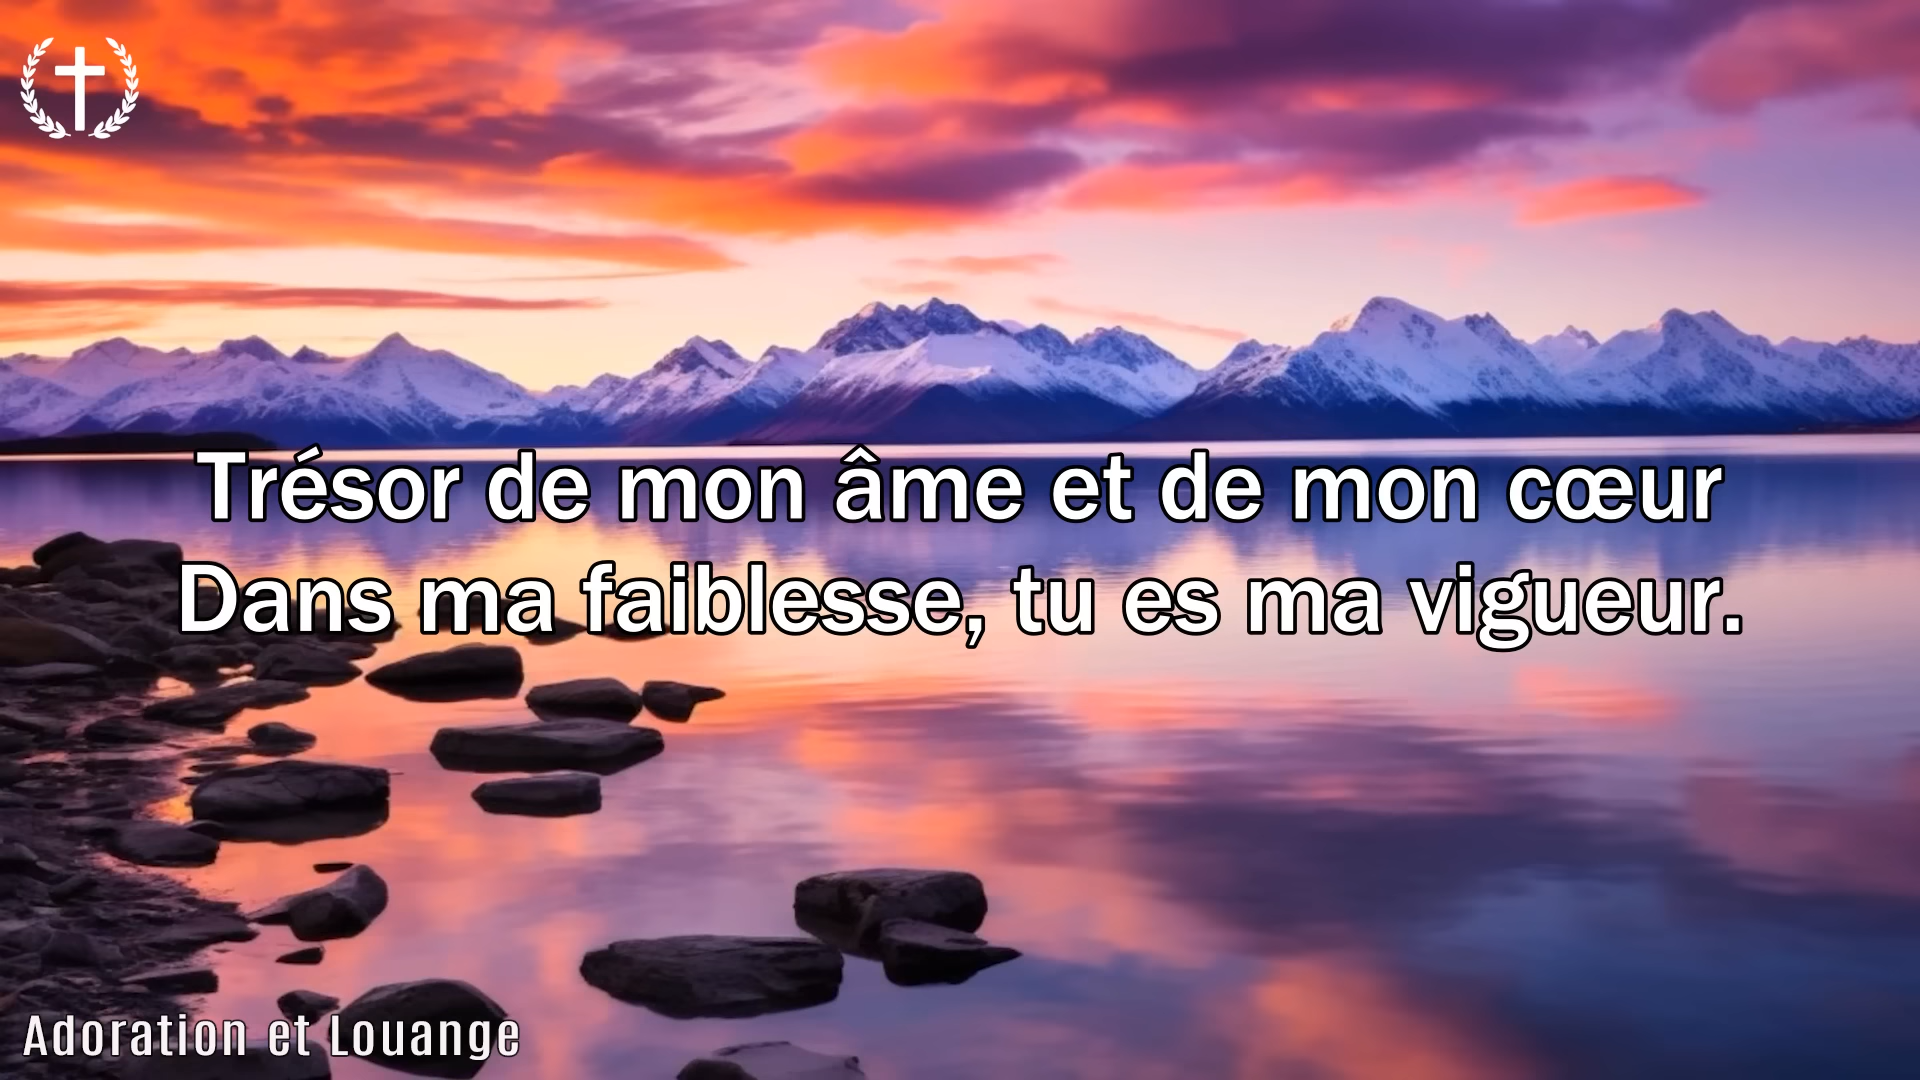 Trésor de mon âme et de mon cœur
Dans ma faiblesse, tu es ma vigueur.
Adoration et Louange